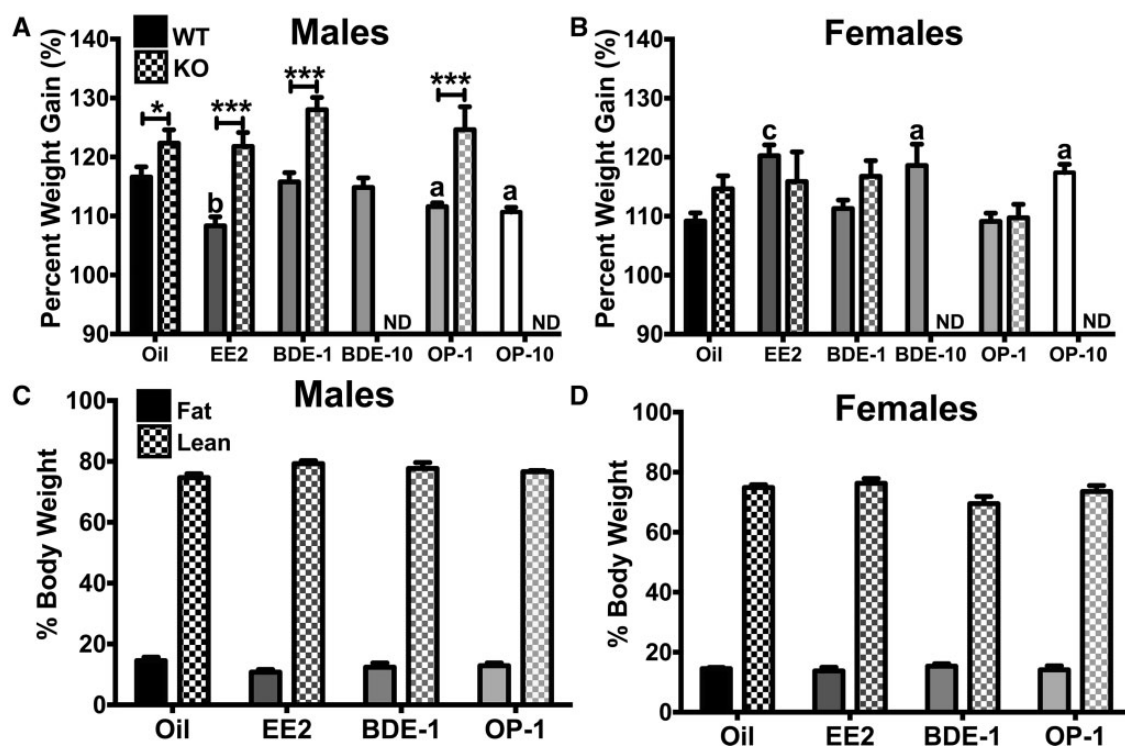 A
WT
KO
Males
Percent Weight Gain (%)
140
130
120
110
100
90
*
***
***
***
b
a
a
ND
ND
Oil
EE2
BDE-1
BDE-10
OP-1
OP-10
B
Females
Percent Weight Gain (%)
140
130
120
110
100
90
c
a
a
ND
ND
Oil
EE2
BDE-1
BDE-10
OP-1
OP-10
C
Fat
Lean
Males
% Body Weight
100
80
60
40
20
0
Oil
EE2
BDE-1
OP-1
D
Females
% Body Weight
100
80
60
40
20
0
Oil
EE2
BDE-1
OP-1